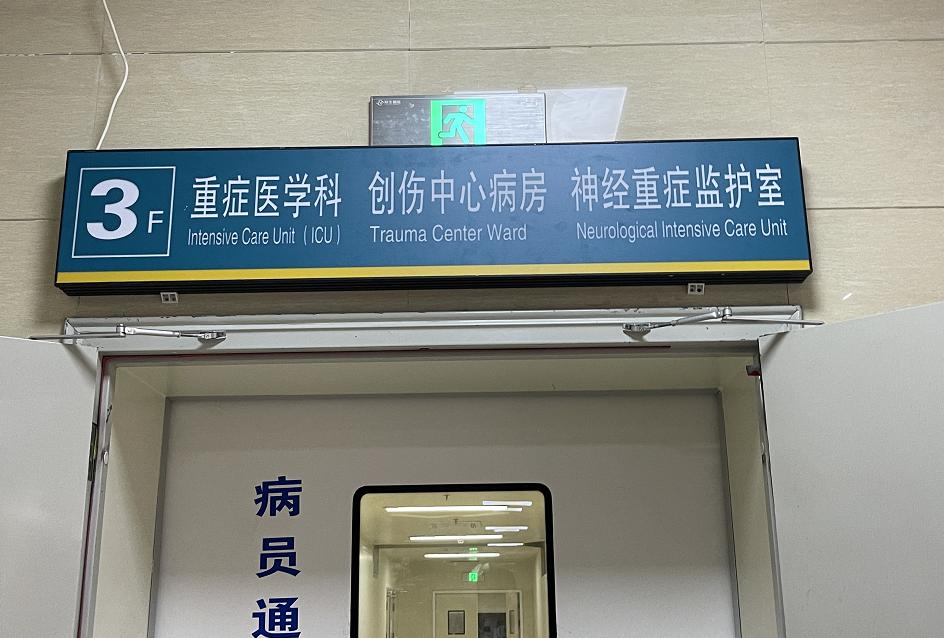 3F
重症医学科 创伤中心病房 神经重症监护室
Intensive Care Unit (ICU) Trauma Center Ward Neurological Intensive Care Unit
病
员
通